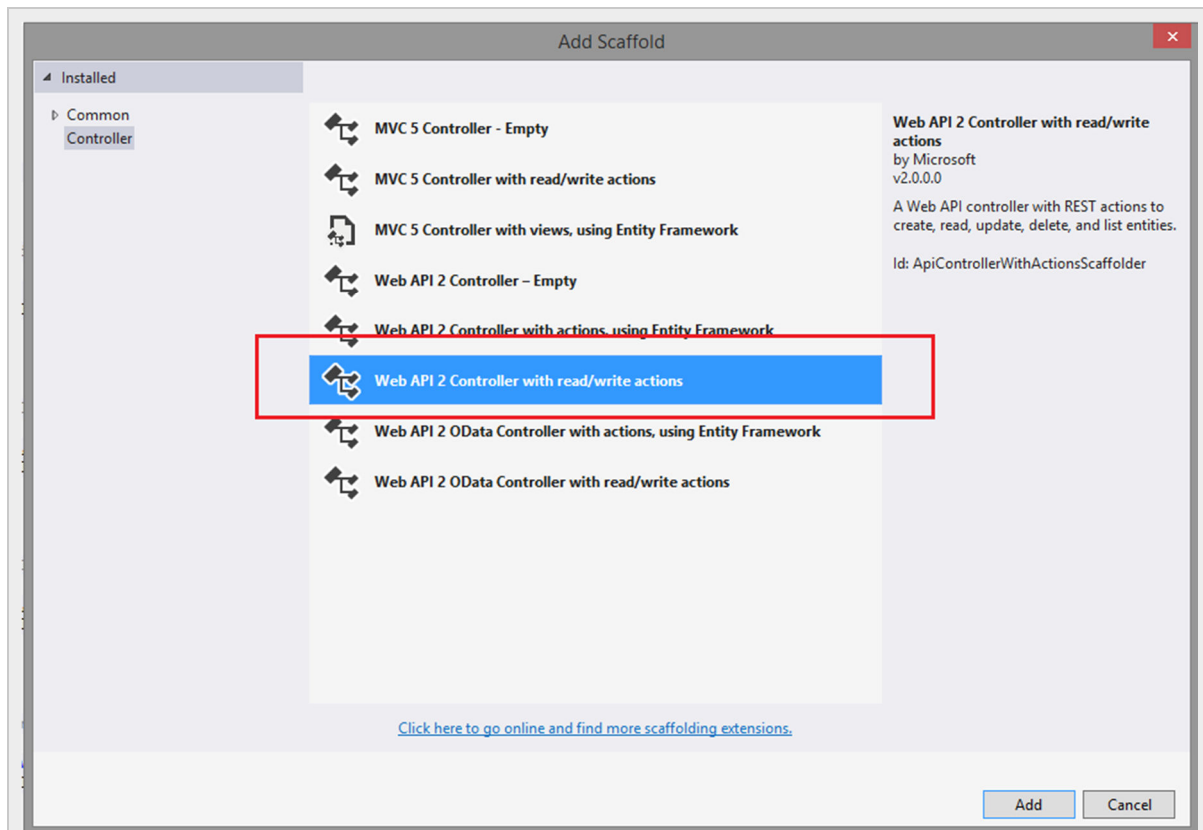 Add Scaffold
Installed
Common
Controller
MVC 5 Controller - Empty
MVC 5 Controller with read/write actions
MVC 5 Controller with views, using Entity Framework
Web API 2 Controller – Empty
Web API 2 Controller with actions, using Entity Framework
Web API 2 Controller with read/write actions
Web API 2 OData Controller with actions, using Entity Framework
Web API 2 OData Controller with read/write actions
Click here to go online and find more scaffolding extensions.
Web API 2 Controller with read/write
actions
by Microsoft
v2.0.0.0
A Web API controller with REST actions to
create, read, update, delete, and list entities.
Id: ApiControllerWithActionsScaffolder
Add
Cancel